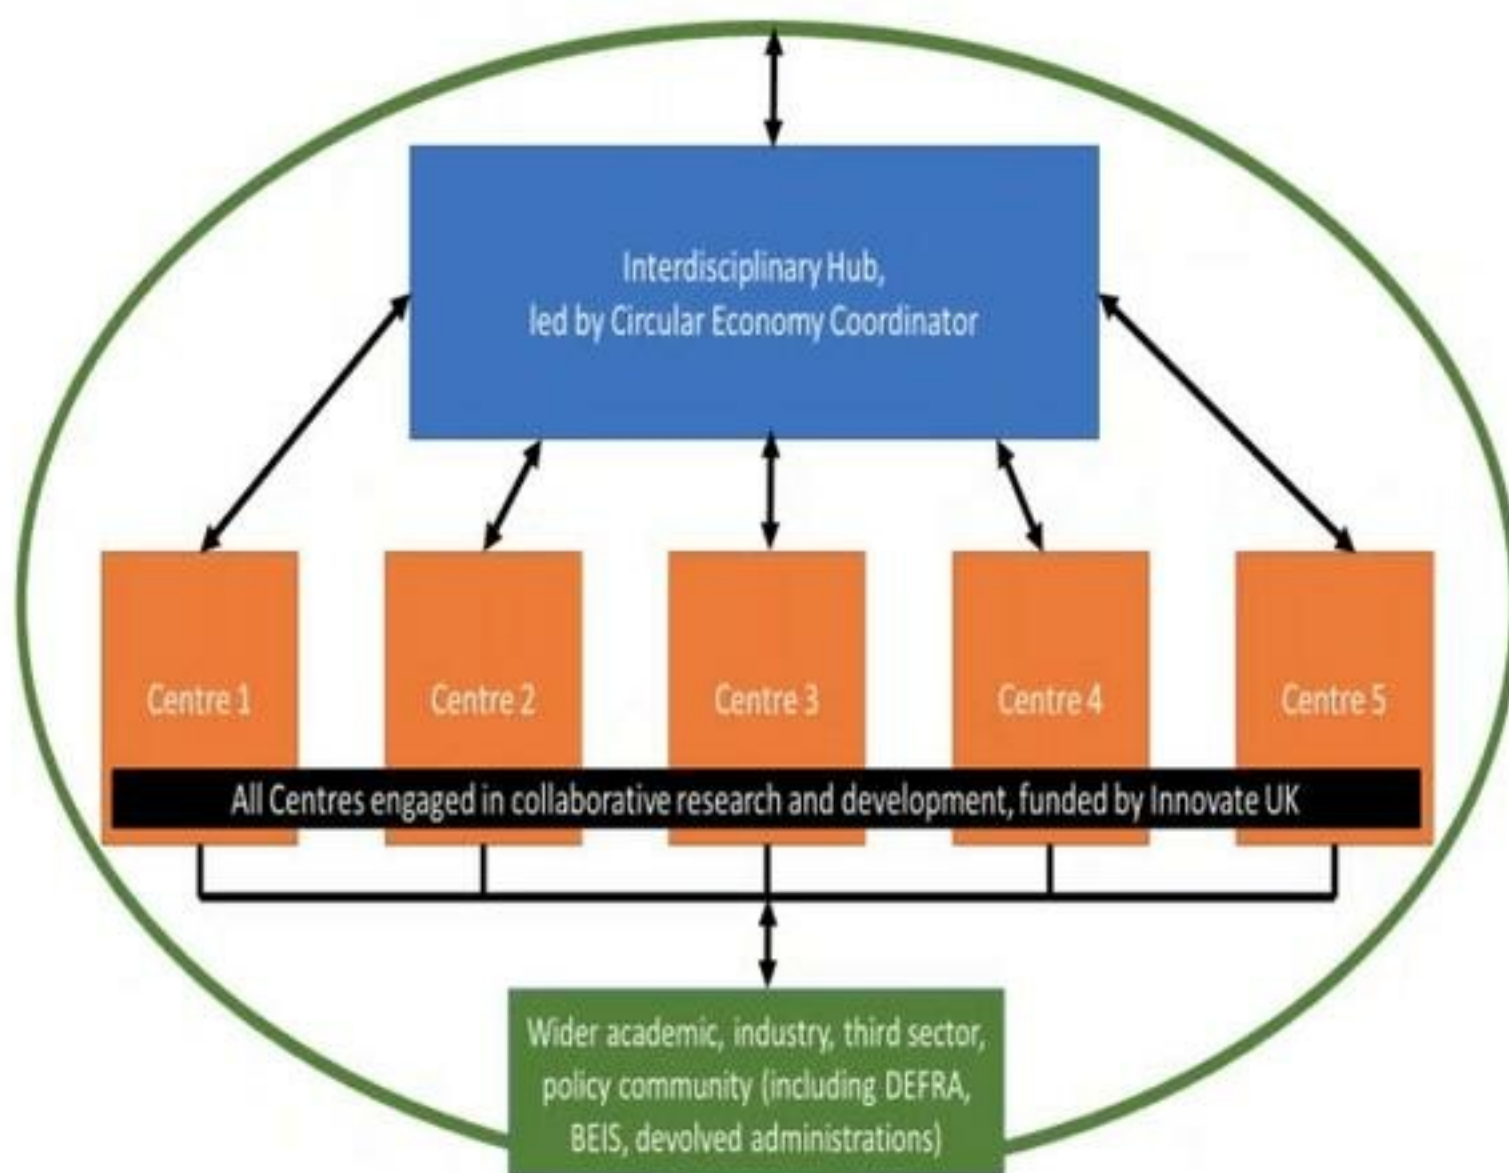 Interdisciplinary Hub,
led by Circular Economy Coordinator
Centre 1
Centre 2
Centre 3
Centre 4
Centre 5
All Centres engaged in collaborative research and development, funded by Innovate UK
Wider academic, industry, third sector,
policy community (including DEFRA,
BEIS, devolved administrations)